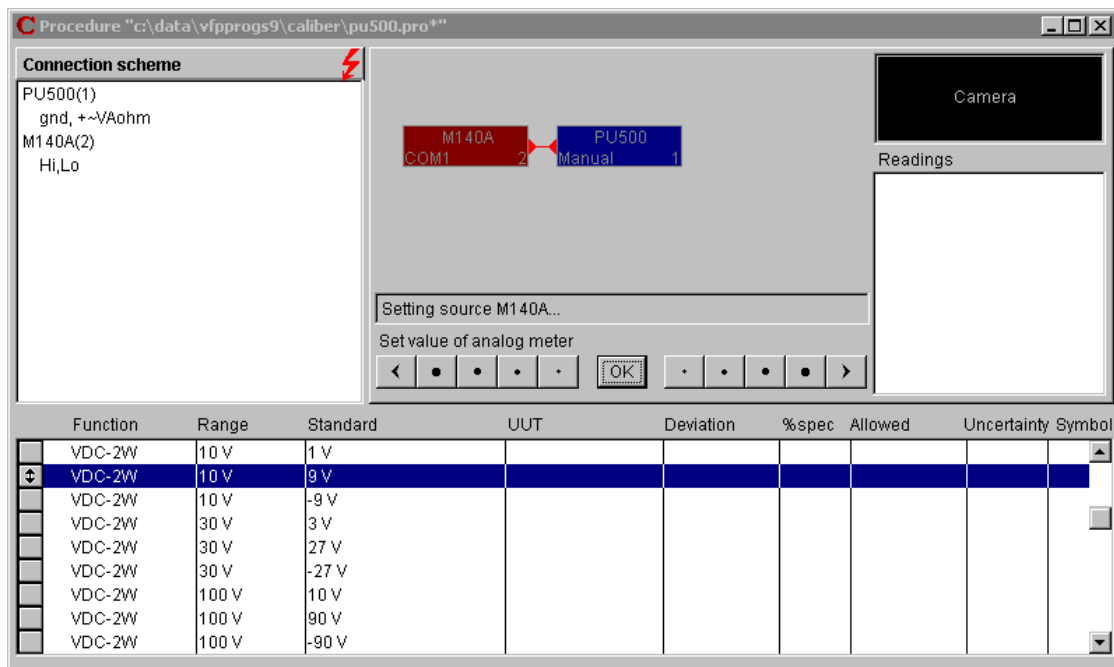 C Procedure "c:\data\vfpprogs9\caliber\pu500.pro*"
Connection scheme
PU500(1)
gnd, +~VAohm
M140A(2)
Hi,Lo
M140A
COM1 2
PU500
Manual 1
Camera
Readings
Setting source M140A...
Set value of analog meter
OK
Function Range Standard UUT Deviation %spec Allowed Uncertainty Symbol
VDC-2W 10 V 1 V
VDC-2W 10 V 9 V
VDC-2W 10 V -9 V
VDC-2W 30 V 3 V
VDC-2W 30 V 27 V
VDC-2W 30 V -27 V
VDC-2W 100 V 10 V
VDC-2W 100 V 90 V
VDC-2W 100 V -90 V